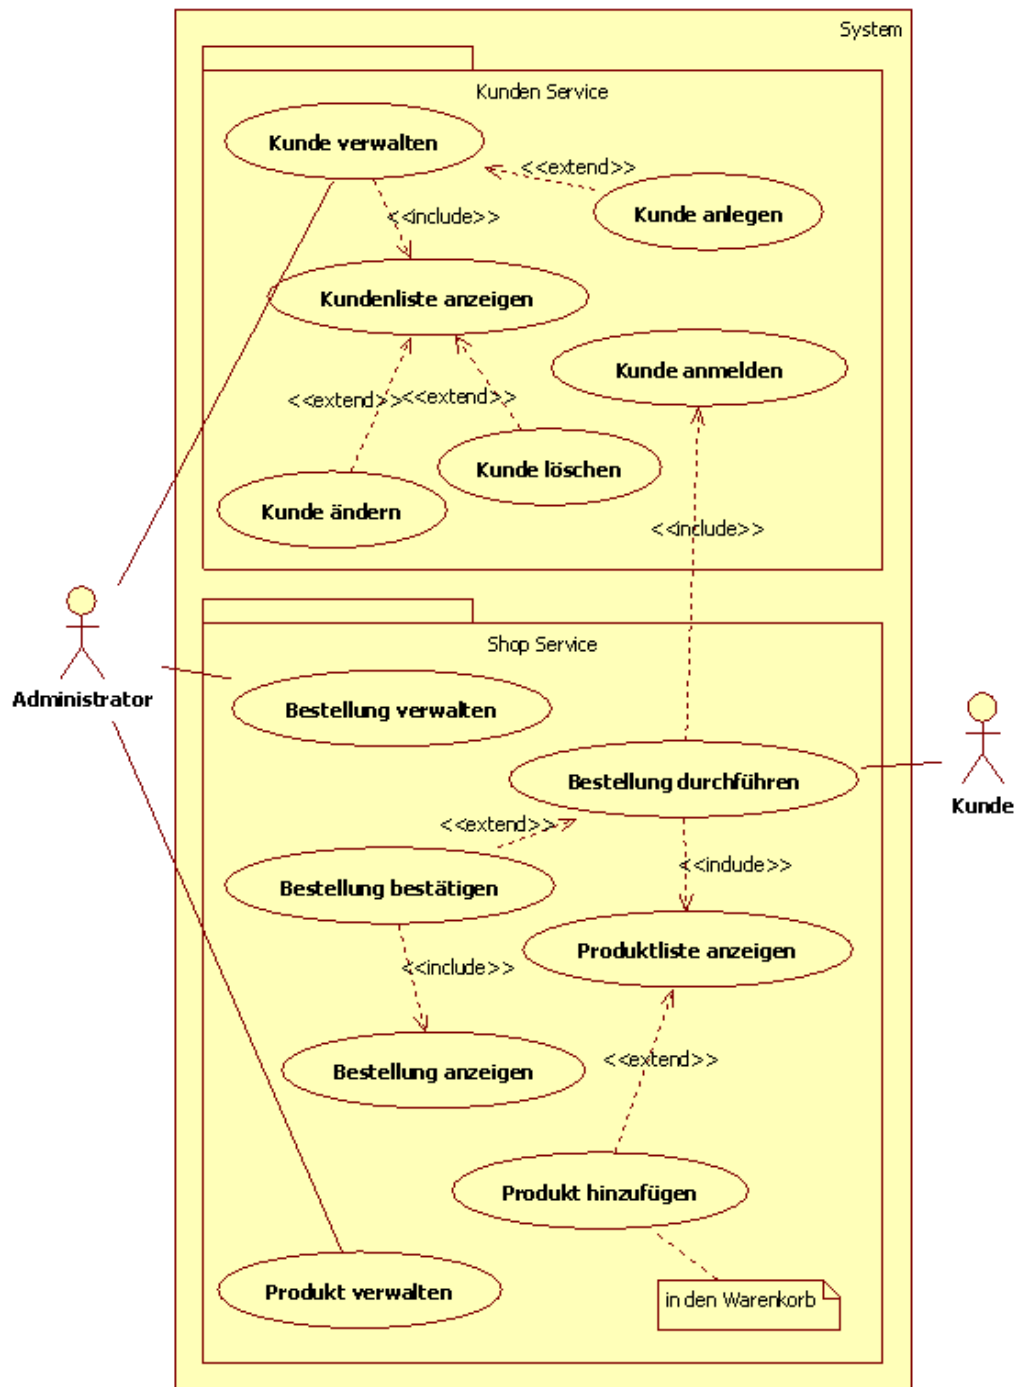 System
Kunden Service
Kunde verwalten
<<extend>>
Kunde anlegen
<<include>>
Kundenliste anzeigen
Kunde anmelden
<<extend>>
<<extend>>
Kunde löschen
Kunde ändern
<<include>>
Shop Service
Administrator
Bestellung verwalten
Bestellung durchführen
Kunde
<<extend>>
<<include>>
Bestellung bestätigen
Produktliste anzeigen
<<include>>
<<extend>>
Bestellung anzeigen
Produkt hinzufügen
Produkt verwalten
in den Warenkorb